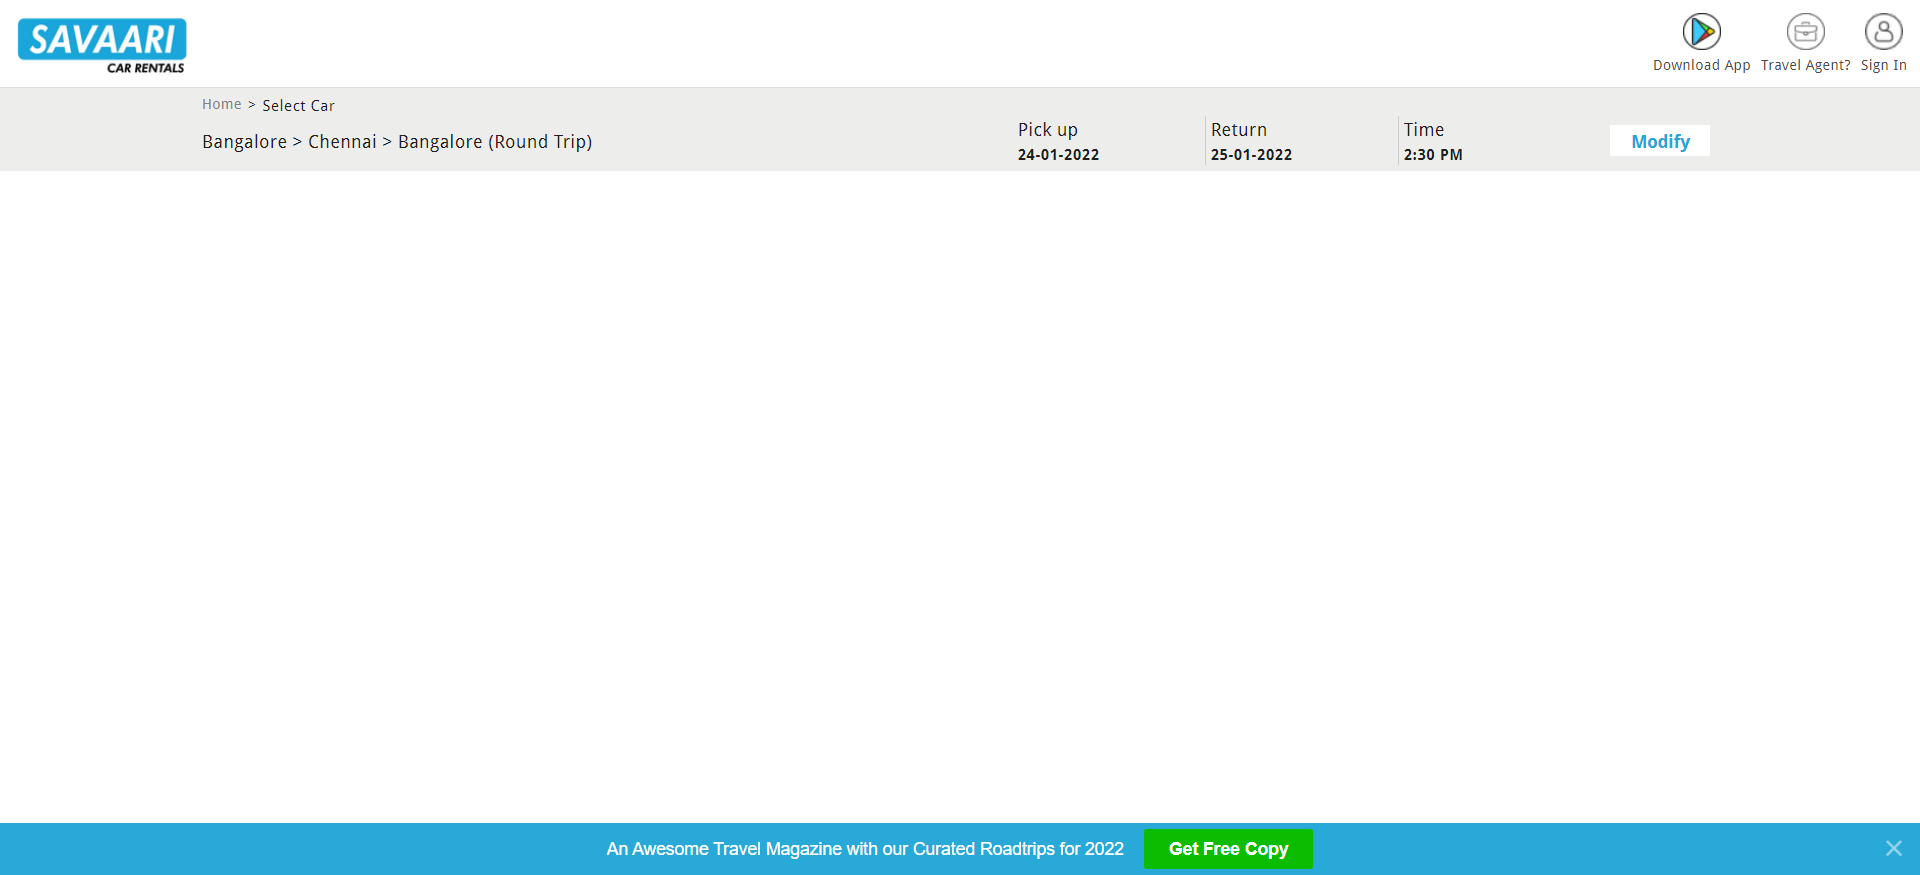 SAVAARI
CAR RENTALS
Download App
Travel Agent?
Sign In
Home > Select Car
Bangalore > Chennai > Bangalore (Round Trip)
Pick up
24-01-2022
Return
25-01-2022
Time
2:30 PM
Modify
An Awesome Travel Magazine with our Curated Roadtrips for 2022
Get Free Copy